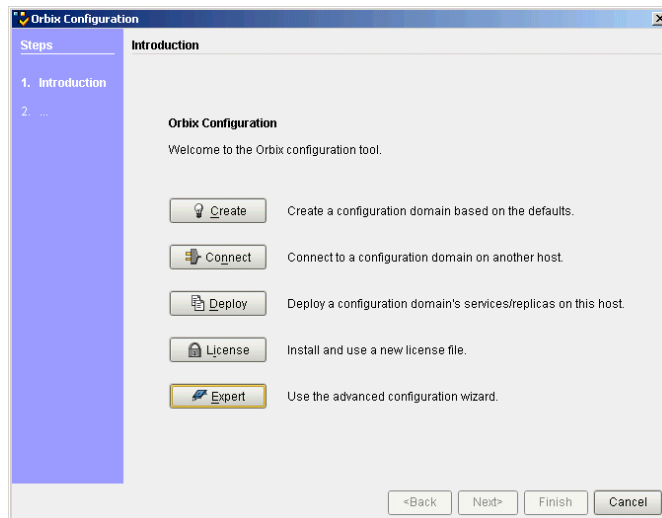 Orbix Configuration
Steps
Introduction
1. Introduction
2. ...
Orbix Configuration
Welcome to the Orbix configuration tool.
Create
Create a configuration domain based on the defaults.
Connect
Connect to a configuration domain on another host.
Deploy
Deploy a configuration domain's services/replicas on this host.
License
Install and use a new license file.
Expert
Use the advanced configuration wizard.
<Back
Next>
Finish
Cancel